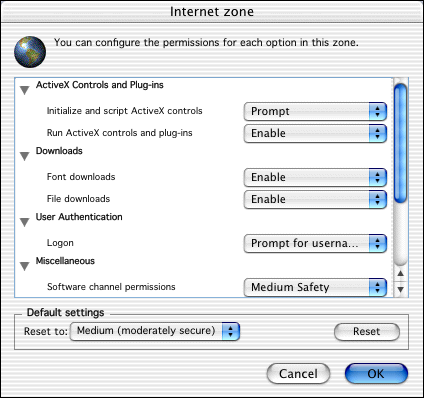 Internet zone
You can configure the permissions for each option in this zone.
ActiveX Controls and Plug-ins
Initialize and script ActiveX controls Prompt
Run ActiveX controls and plug-ins Enable
Downloads
Font downloads Enable
File downloads Enable
User Authentication
Logon Prompt for userna...
Miscellaneous
Software channel permissions Medium Safety
Default settings
Reset to: Medium (moderately secure) Reset
Cancel OK